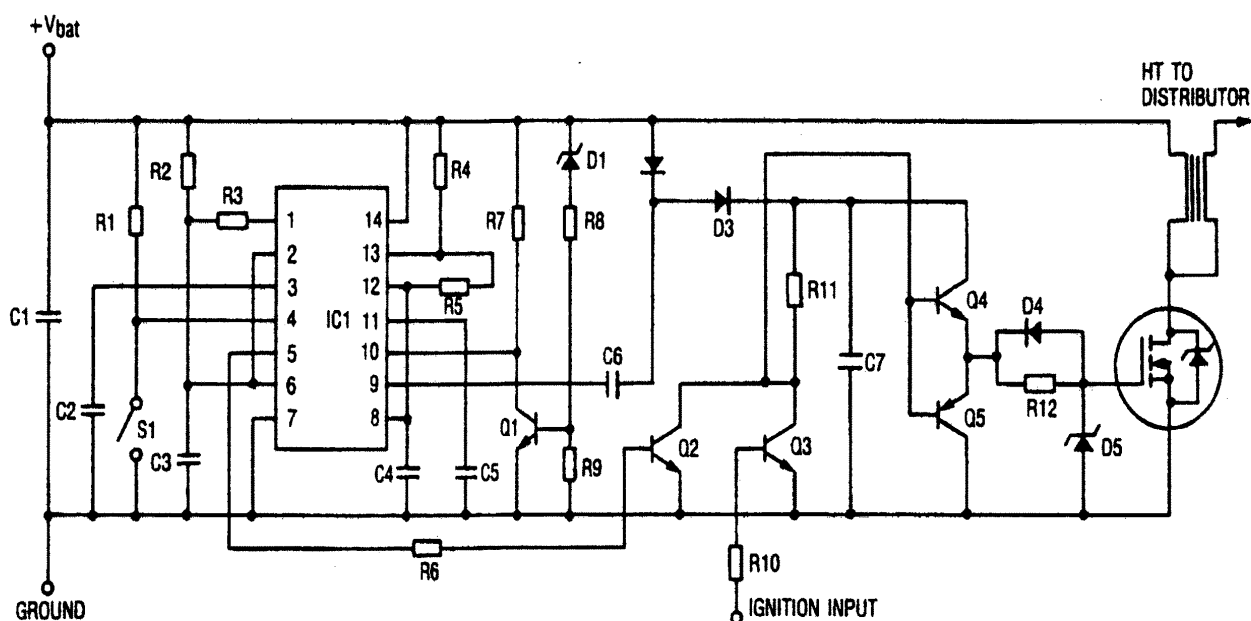 +Vbat
HT TO
DISTRIBUTOR
R2
R4
D1
R3
R1
1
14
R7
R8
2
13
D3
3
12
R5
R11
Q4
D4
C1
4
IC1
11
5
10
C6
C7
6
9
R12
C2
7
8
Q1
Q5
S1
Q2
Q3
D5
C3
C4
C5
R9
R6
R10
GROUND
IGNITION INPUT